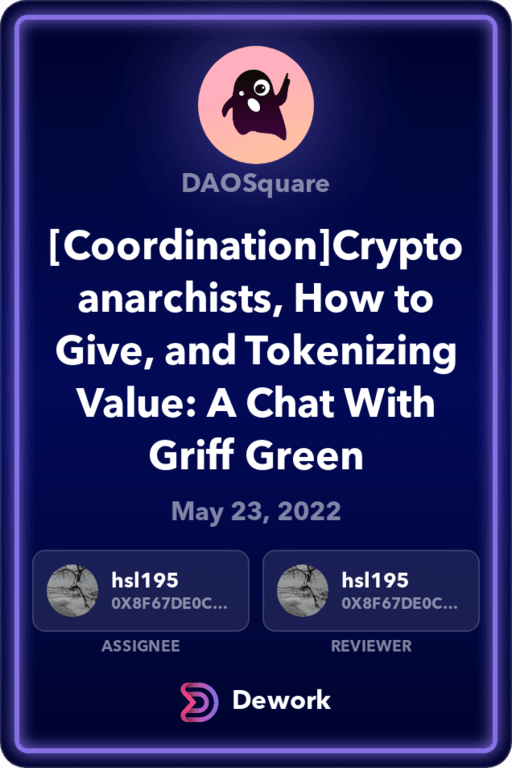 DAOSquare
[Coordination]Crypto
anarchists, How to
Give, and Tokenizing
Value: A Chat With
Griff Green
May 23, 2022
hsl195
0X8F67DE0C...
ASSIGNEE
hsl195
0X8F67DE0C...
REVIEWER
Dework